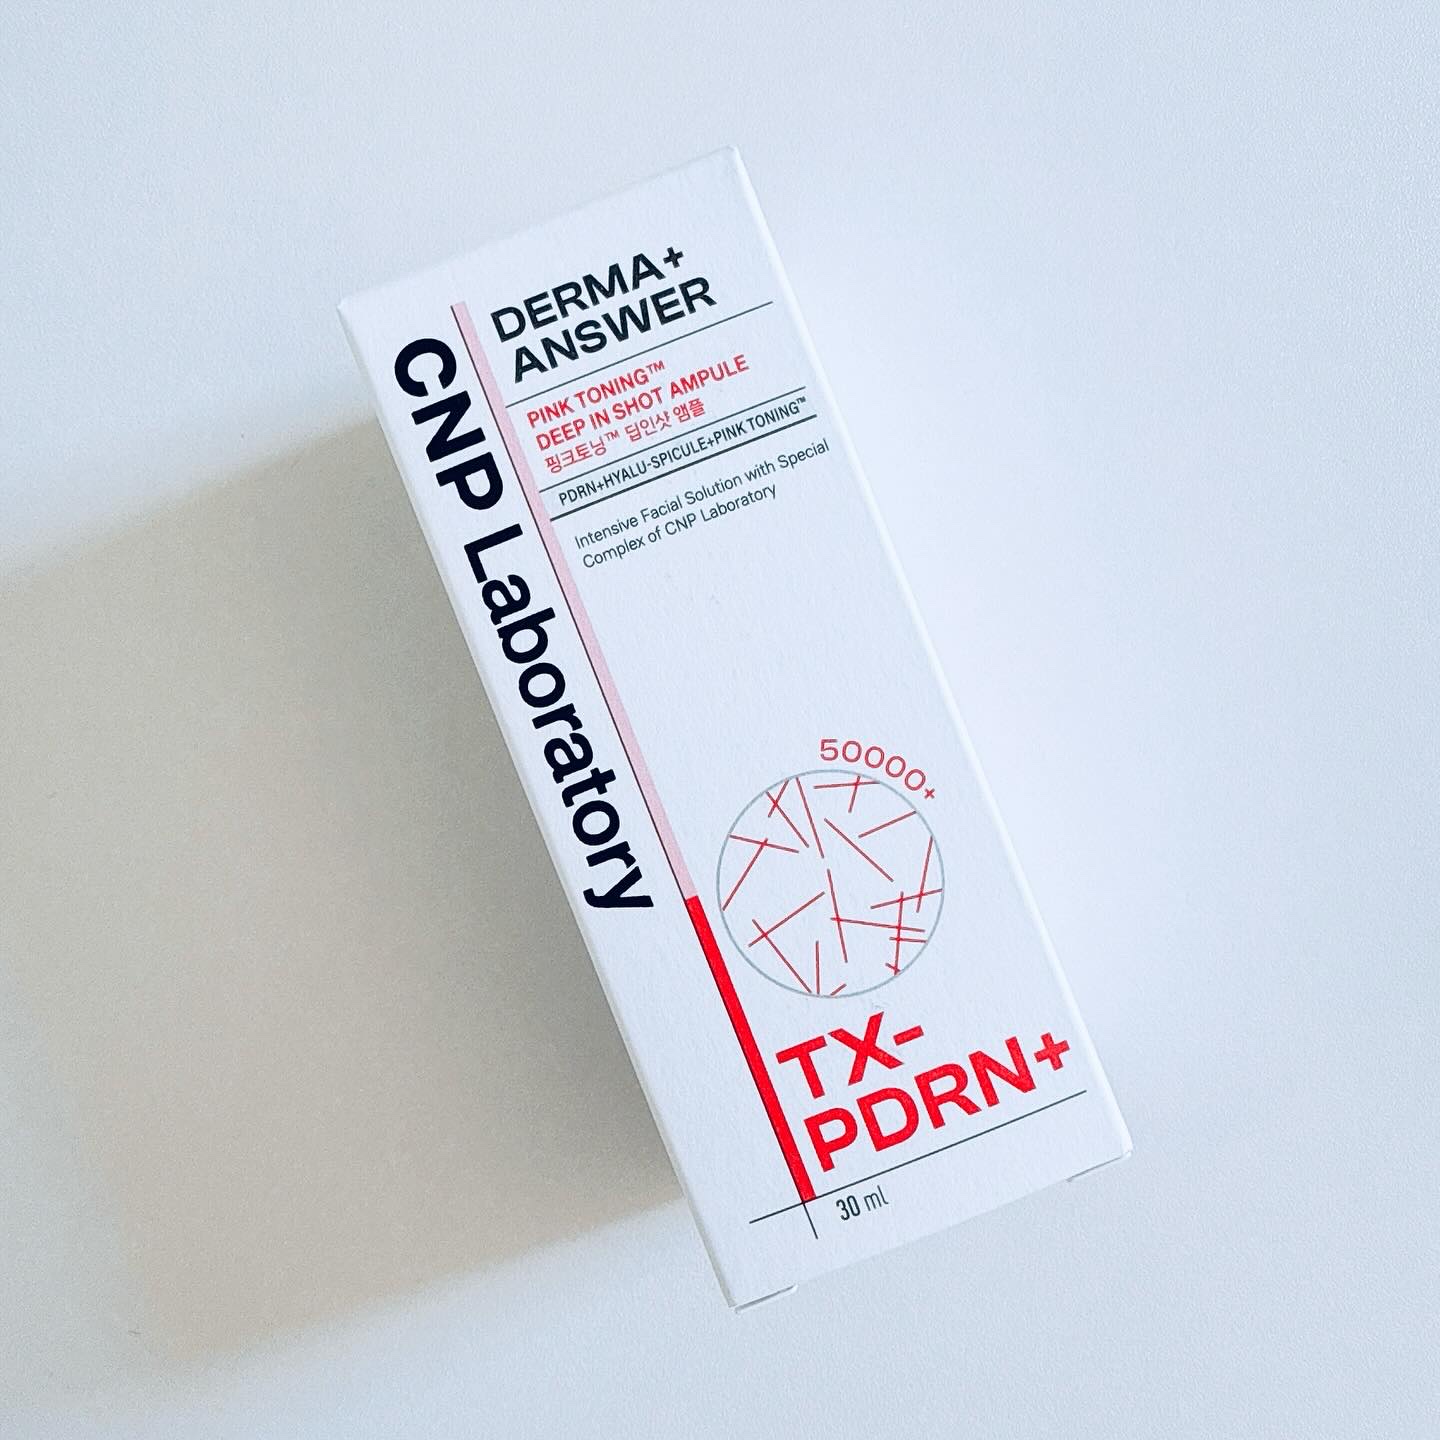 CNP Laboratory
DERMA+
ANSWER
PINK TONING™
DEEP IN SHOT AMPULE
핑크토닝™ 딥인샷 앰플
PDRN+HYALU-SPICULE+PINK TONING™
Intensive Facial Solution with Special
Complex of CNP Laboratory
50000+
TX-
PDRN+
30 ml